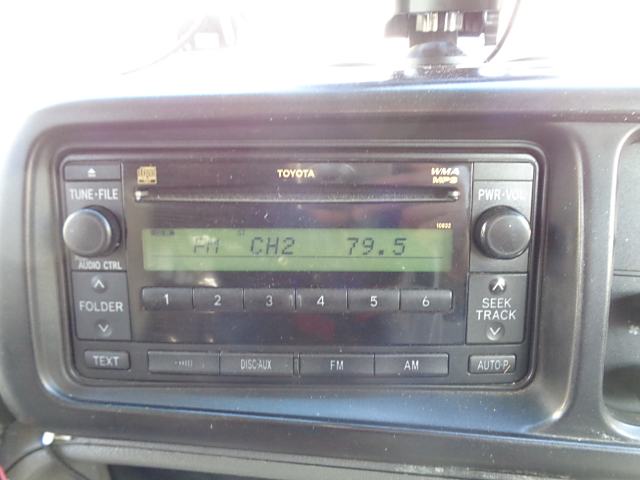 TOYOTA
WMA
MP3
TUNE·FILE
PWR·VOL
10832
FM CH2 79.5
AUDIO CTRL
FOLDER
1 2 3 4 5 6
SEEK
TRACK
TEXT
DISC·AUX
FM
AM
AUTO·P